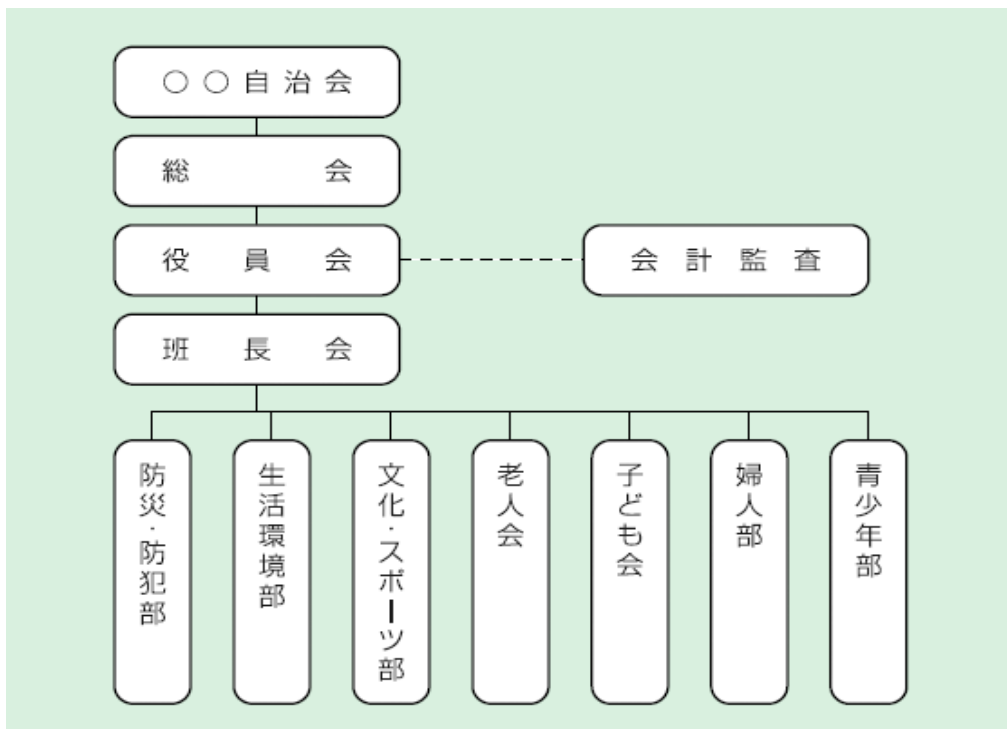 ○○自治会
総会
役員会
会計監査
班長会
防災・防犯部
生活環境部
文化・スポーツ部
老人会
子ども会
婦人部
青少年部